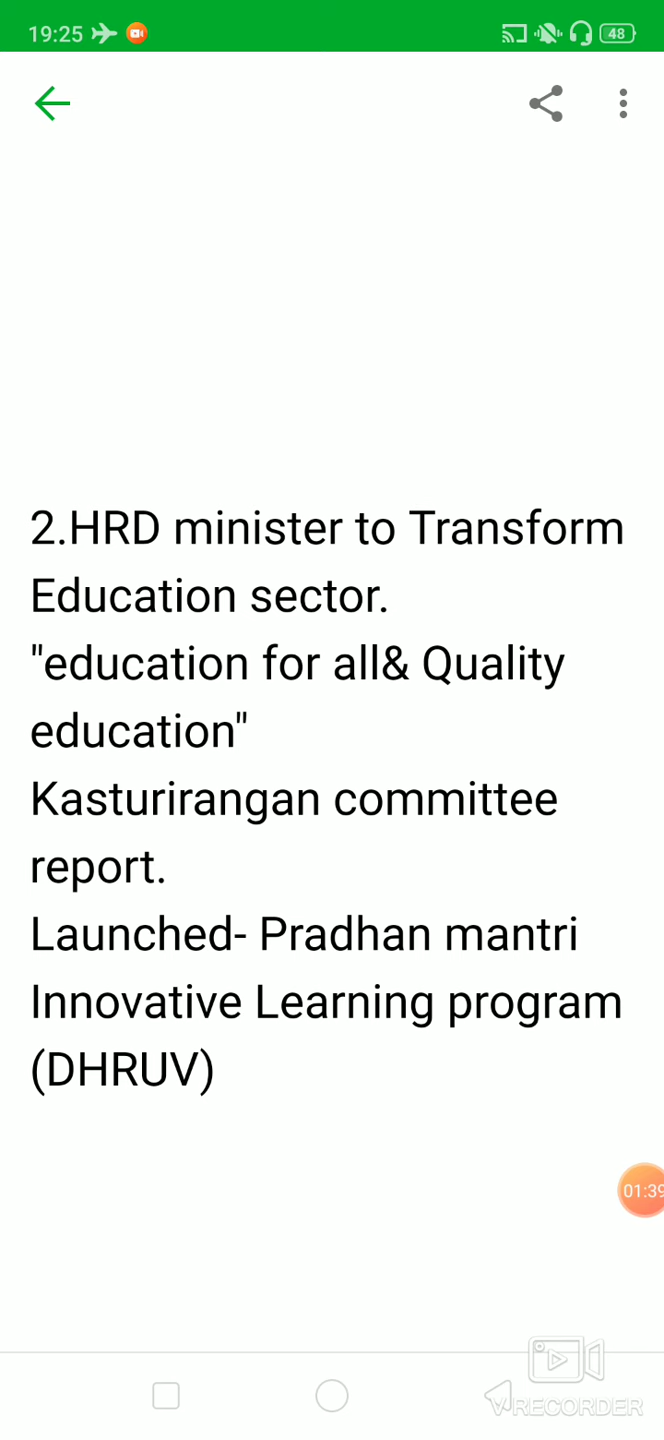 19:25
48
2.HRD minister to Transform
Education sector.
"education for all& Quality
education"
Kasturirangan committee
report.
Launched- Pradhan mantri
Innovative Learning program
(DHRUV)
01:39
VRECORDER